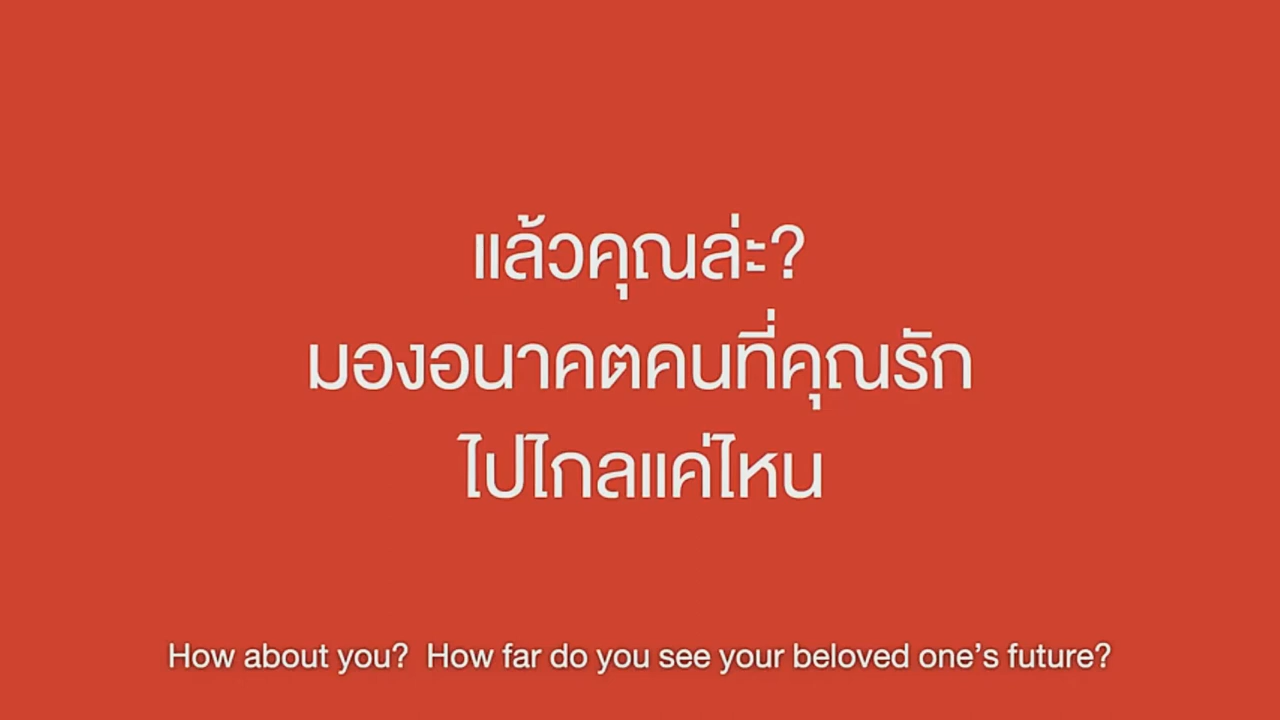 แล้วคุณล่ะ?
มองอนาคตคนที่คุณรัก
ไปไกลแค่ไหน
How about you?  How far do you see your beloved one’s future?